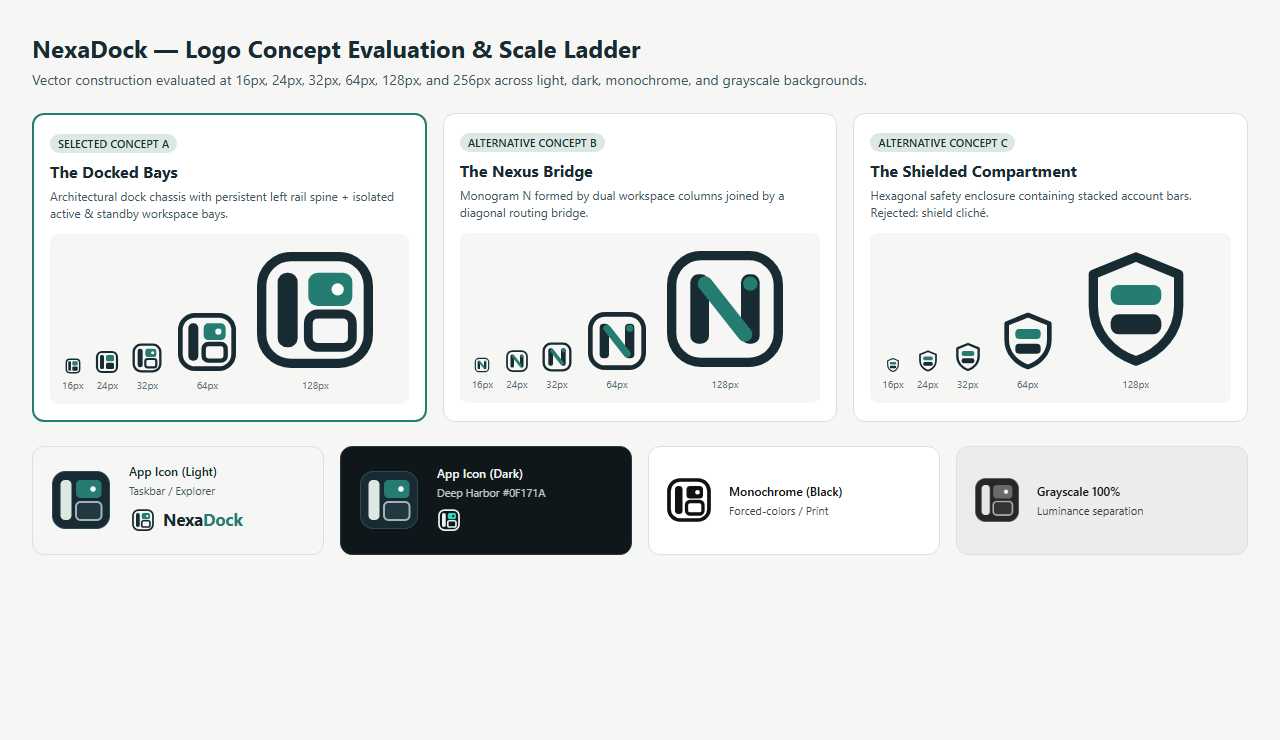 NexaDock — Logo Concept Evaluation & Scale Ladder
Vector construction evaluated at 16px, 24px, 32px, 64px, 128px, and 256px across light, dark, monochrome, and grayscale backgrounds.
SELECTED CONCEPT A
The Docked Bays
Architectural dock chassis with persistent left rail spine + isolated
active & standby workspace bays.
16px 24px 32px 64px 128px
ALTERNATIVE CONCEPT B
The Nexus Bridge
Monogram N formed by dual workspace columns joined by a
diagonal routing bridge.
16px 24px 32px 64px 128px
ALTERNATIVE CONCEPT C
The Shielded Compartment
Hexagonal safety enclosure containing stacked account bars.
Rejected: shield cliché.
16px 24px 32px 64px 128px
App Icon (Light)
Taskbar / Explorer
NexaDock
App Icon (Dark)
Deep Harbor #0F171A
Monochrome (Black)
Forced-colors / Print
Grayscale 100%
Luminance separation